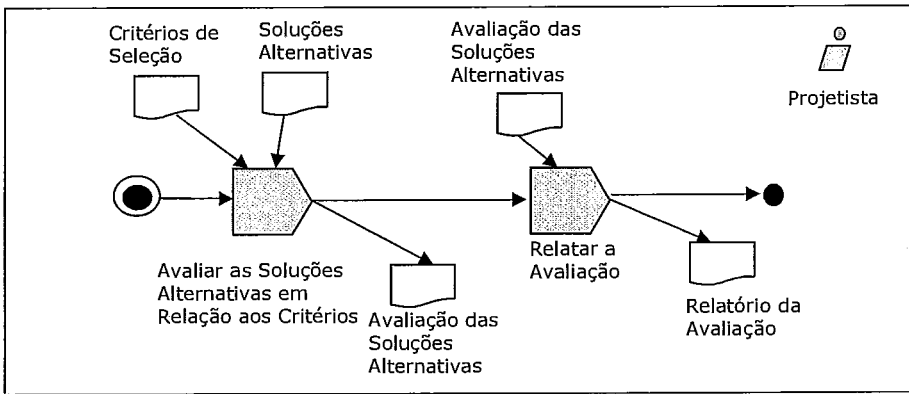 Critérios de
Seleção
Soluções
Alternativas
Avaliação das
Soluções
Alternativas
Projetista
Avaliar as Soluções
Alternativas em
Relação aos Critérios
Avaliação das
Soluções
Alternativas
Relatar a
Avaliação
Relatório da
Avaliação